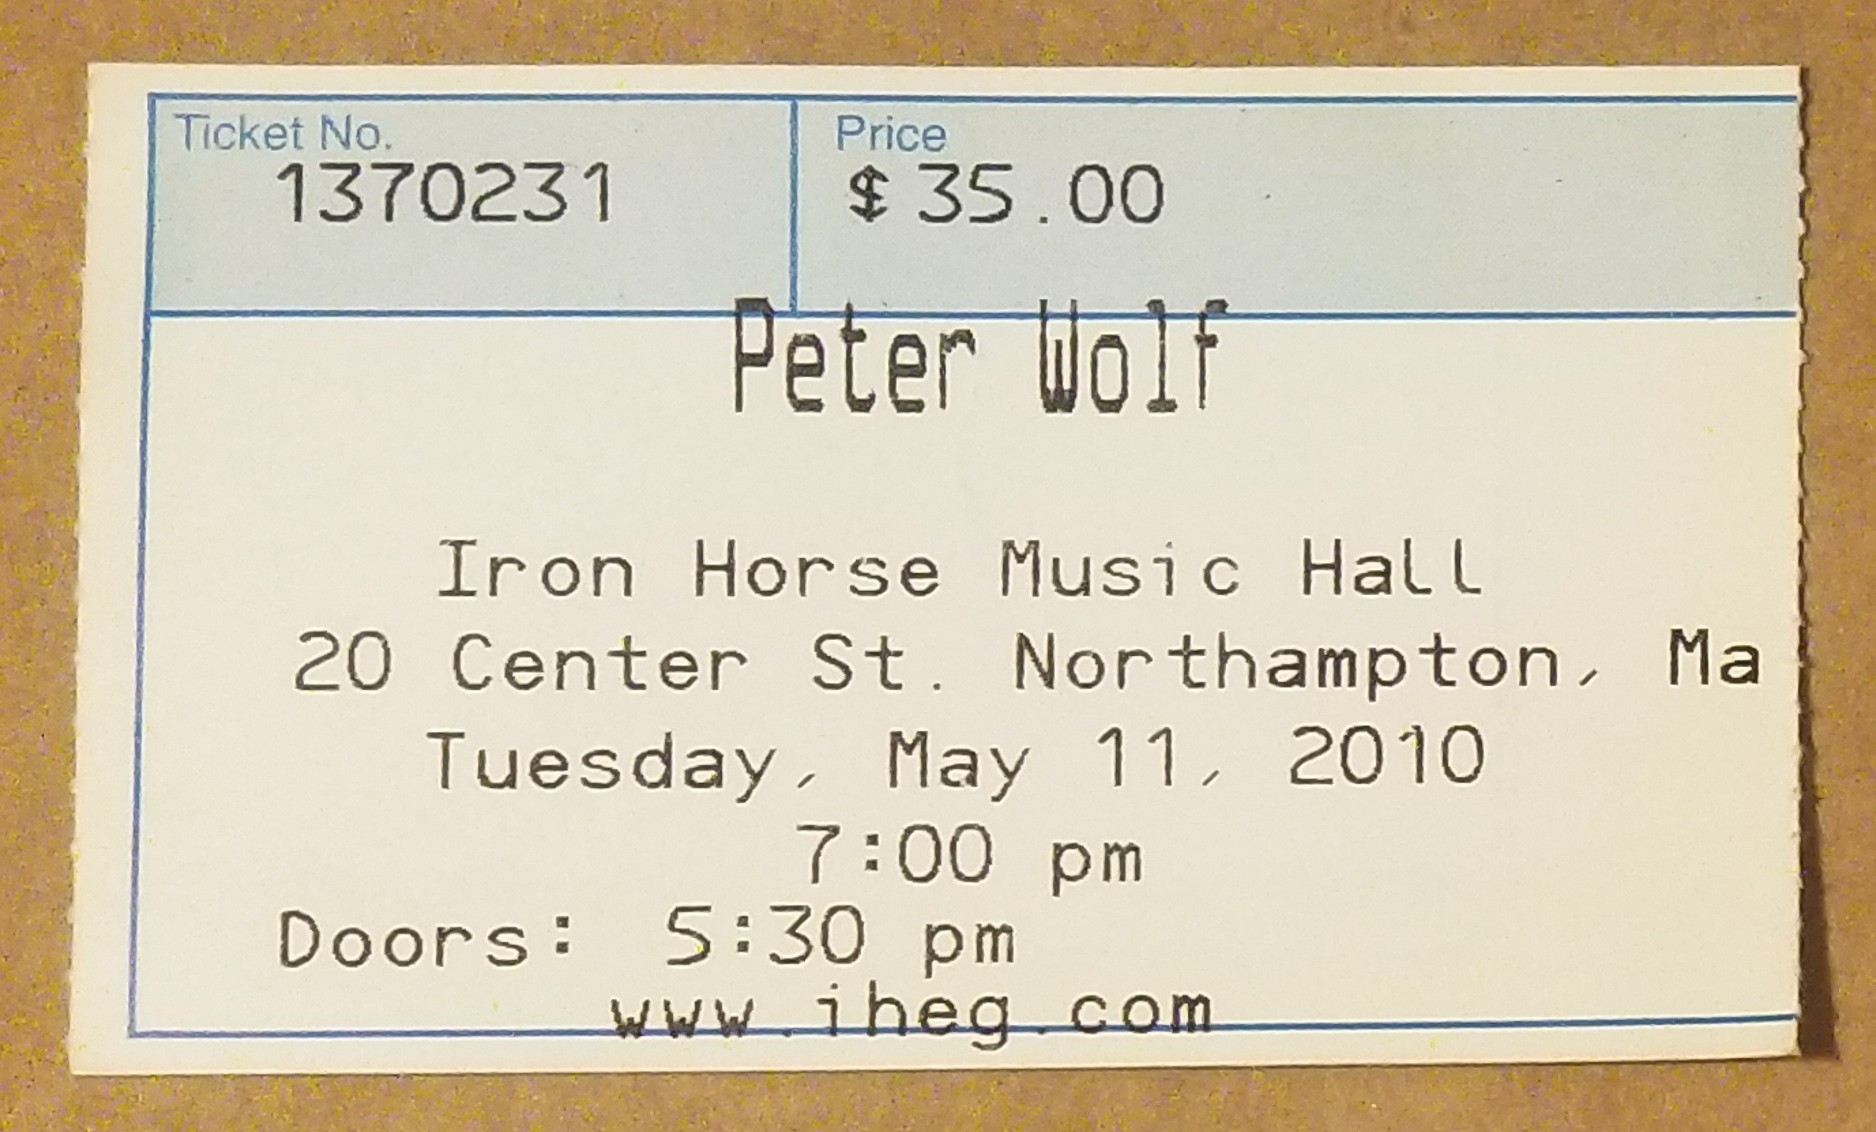 Ticket No. Price
1370231 $ 35.00
Peter Wolf
Iron Horse Music Hall
20 Center St. Northampton, Ma
Tuesday, May 11, 2010
7:00 pm
Doors: 5:30 pm
www.iheg.com